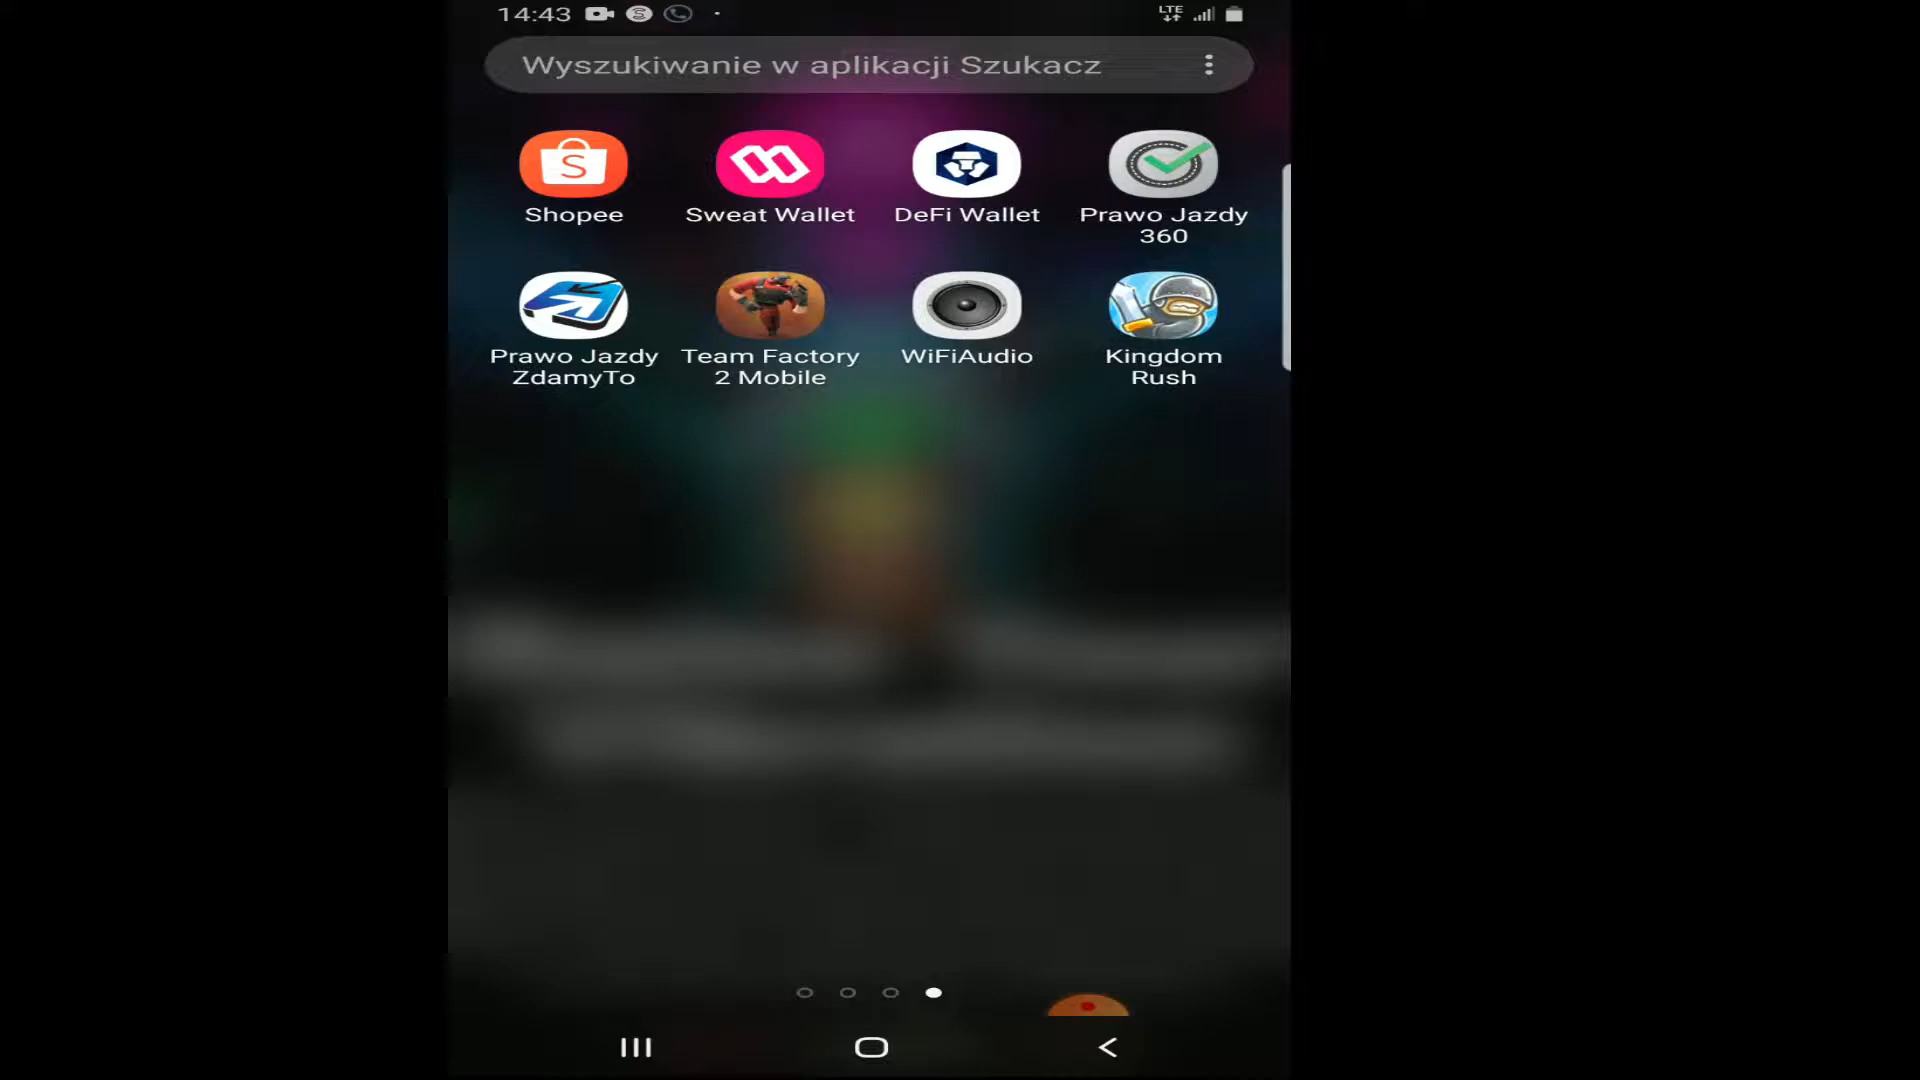 14:43
LTE
Wyszukiwanie w aplikacji Szukacz
Shopee
Sweat Wallet
DeFi Wallet
Prawo Jazdy
360
Prawo Jazdy
ZdamyTo
Team Factory
2 Mobile
WiFiAudio
Kingdom
Rush